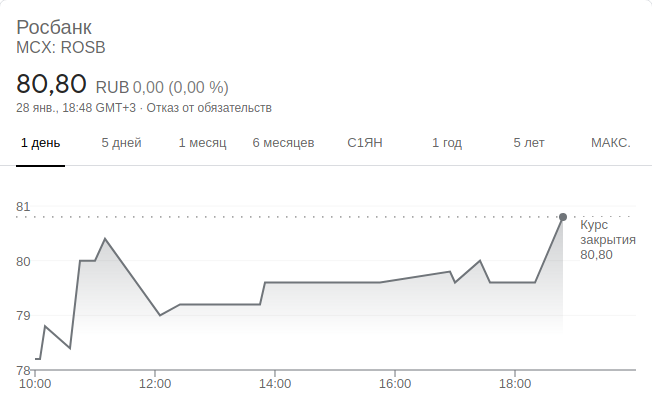 Росбанк
MCX: ROSB
80,80 RUB 0,00 (0,00 %)
28 янв., 18:48 GMT+3 · Отказ от обязательств
1 день 5 дней 1 месяц 6 месяцев С1ЯН 1 год 5 лет МАКС.
81
Курс
закрытия
80,80
80
79
78
10:00 12:00 14:00 16:00 18:00